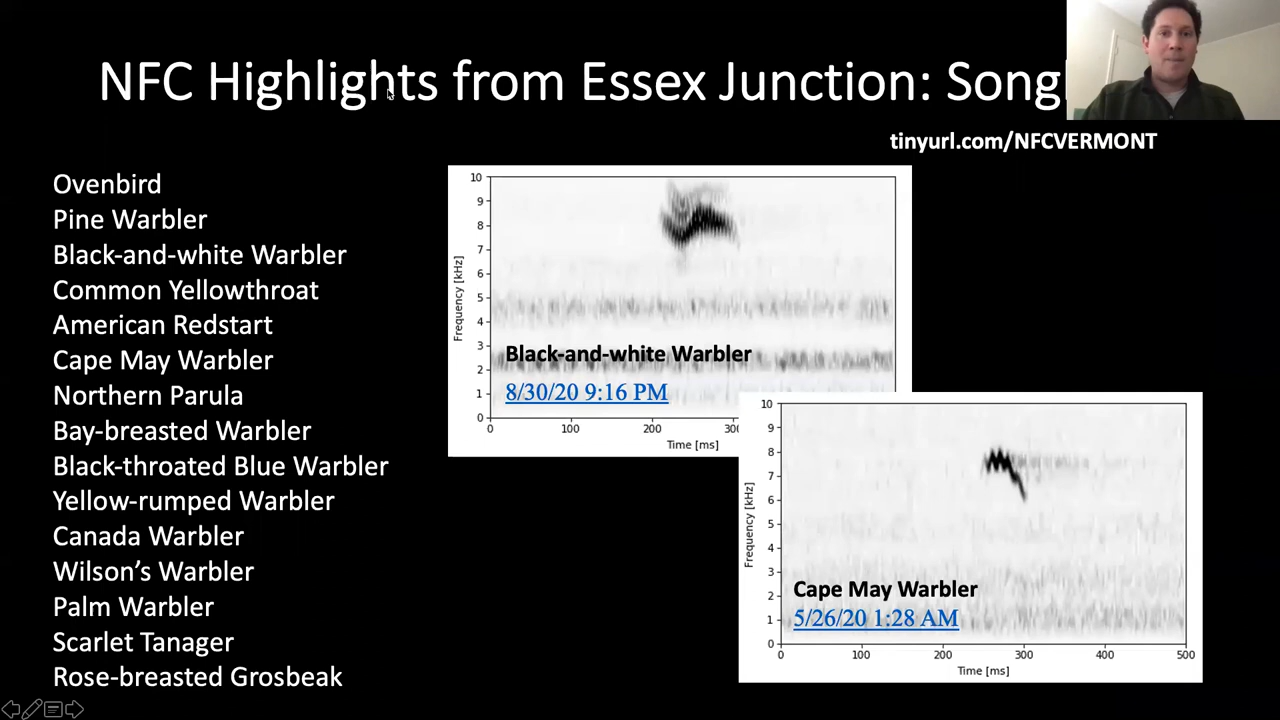 NFC Highlights from Essex Junction:
tinyurl.com/NFCVERMONT
Ovenbird
Pine Warbler
Black-and-white Warbler
Common Yellowthroat
American Redstart
Cape May Warbler
Northern Parula
Bay-breasted Warbler
Black-throated Blue Warbler
Yellow-rumped Warbler
Canada Warbler
Wilson’s Warbler
Palm Warbler
Scarlet Tanager
Rose-breasted Grosbeak
10
9
8
7
6
5
4
3
2
1
0
Frequency [kHz]
Black-and-white Warbler
8/30/20 9:16 PM
0 100 200
Time [ms]
10
9
8
7
6
5
4
3
2
1
0
Frequency [kHz]
Cape May Warbler
5/26/20 1:28 AM
0 100 200 300 400 500
Time [ms]